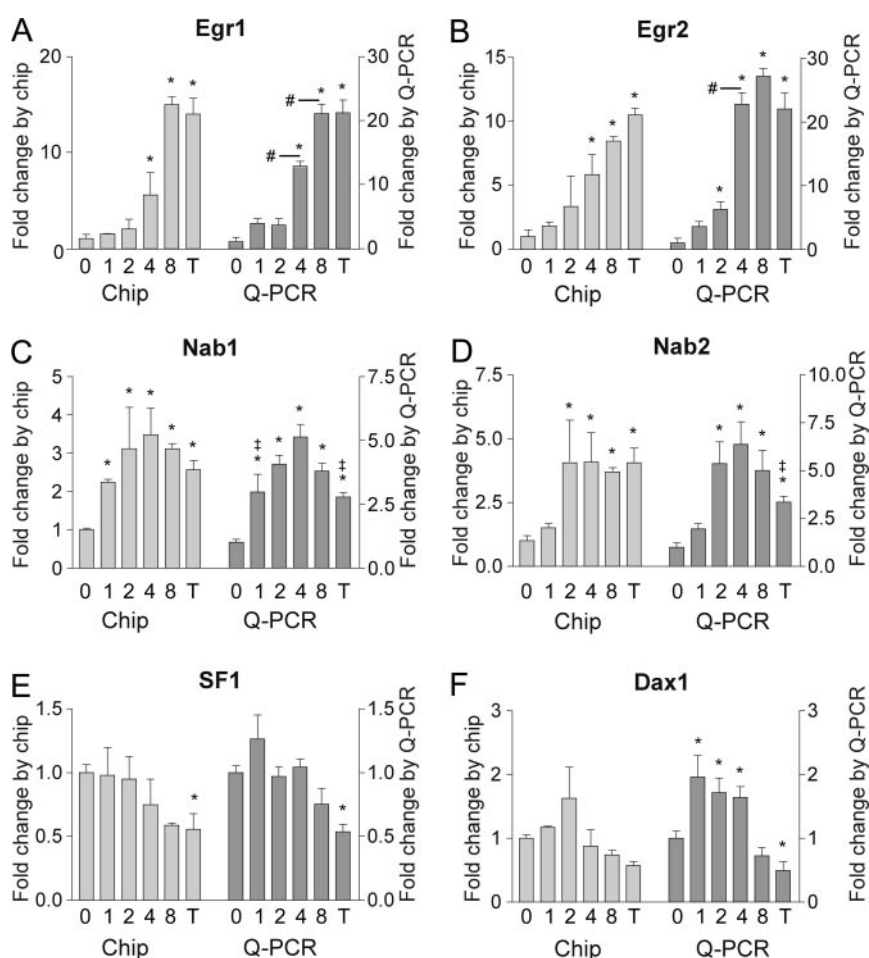 A
Egr1
Fold change by chip
20
10
0
* * *
0 1 2 4 8 T
Chip
# * # * *
0 1 2 4 8 T
Q-PCR
30
20
10
0
Fold change by Q-PCR
B
Egr2
Fold change by chip
15
10
5
0
* * *
0 1 2 4 8 T
Chip
* # * * *
0 1 2 4 8 T
Q-PCR
30
20
10
0
Fold change by Q-PCR
C
Nab1
Fold change by chip
5
4
3
2
1
0
* * * * *
0 1 2 4 8 T
Chip
‡* * * * ‡*
0 1 2 4 8 T
Q-PCR
7.5
5.0
2.5
0.0
Fold change by Q-PCR
D
Nab2
Fold change by chip
7.5
5.0
2.5
0.0
* * * *
0 1 2 4 8 T
Chip
* * * ‡*
0 1 2 4 8 T
Q-PCR
10.0
7.5
5.0
2.5
0.0
Fold change by Q-PCR
E
SF1
Fold change by chip
1.5
1.0
0.5
0.0
*
0 1 2 4 8 T
Chip
*
0 1 2 4 8 T
Q-PCR
1.5
1.0
0.5
0.0
Fold change by Q-PCR
F
Dax1
Fold change by chip
3
2
1
0
0 1 2 4 8 T
Chip
* * * *
0 1 2 4 8 T
Q-PCR
3
2
1
0
Fold change by Q-PCR